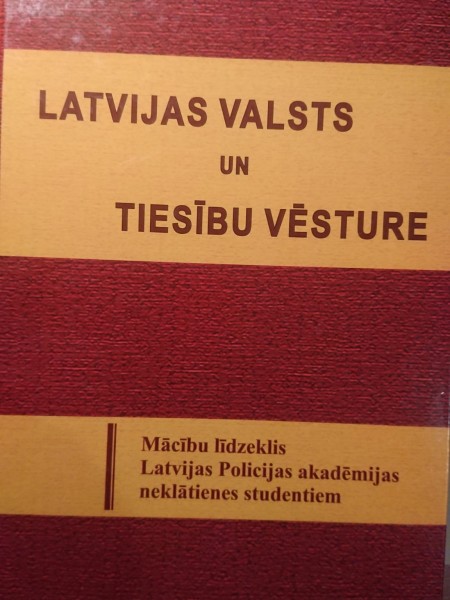 LATVIJAS VALSTS
UN
TIESĪBU VĒSTURE
Mācību līdzeklis
Latvijas Policijas akadēmijas
neklātienes studentiem